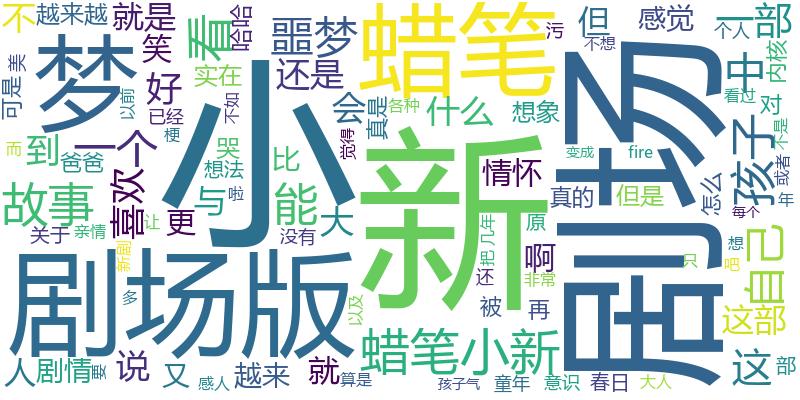 不 越来越 就是 看 哈哈 噩梦 蜡笔 污 但 感觉 一部
可是 美 梦 笑 好 实在 还是 不想 个人 中 内核
以前 已经 不如 小 会 真是 各种 什么 想象 剧场 看过 对
而 到 一个 梗 哭 觉得 新 变成 fire 孩子 不是
爸爸 喜欢 想法 比 情怀 真的 但是 怎么 或者
故事 与 啦 能 大 几年 原 每个 年
关于 亲情 让 更 没有 把 啊 想 自己
新剧 剧场版 以及 还 非常 只 吧
多 被 再 这部
人 剧情 要 说 又 越来 就 蜡笔小新 这 部
感人 算是 孩子气 童年 意识 春日 大人